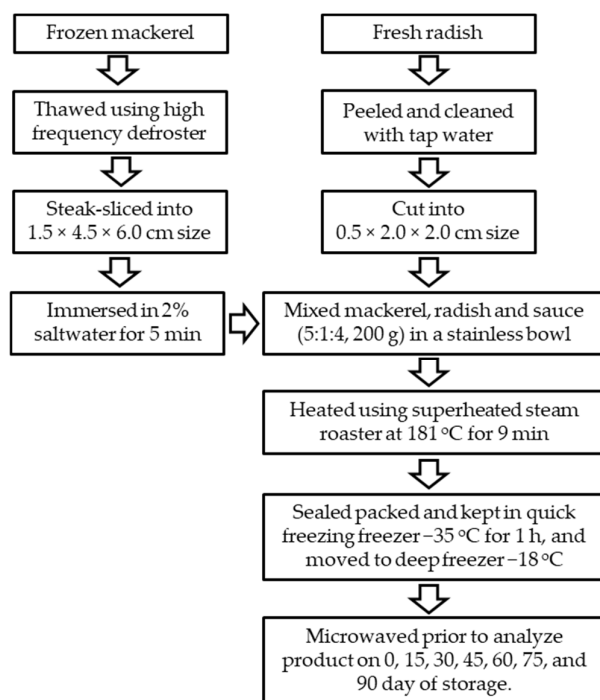 Frozen mackerel
Thawed using high
frequency defroster
Steak-sliced into
1.5 × 4.5 × 6.0 cm size
Immersed in 2%
saltwater for 5 min
Fresh radish
Peeled and cleaned
with tap water
Cut into
0.5 × 2.0 × 2.0 cm size
Mixed mackerel, radish and sauce
(5:1:4, 200 g) in a stainless bowl
Heated using superheated steam
roaster at 181 °C for 9 min
Sealed packed and kept in quick
freezing freezer −35 °C for 1 h, and
moved to deep freezer −18 °C
Microwaved prior to analyze
product on 0, 15, 30, 45, 60, 75, and
90 day of storage.